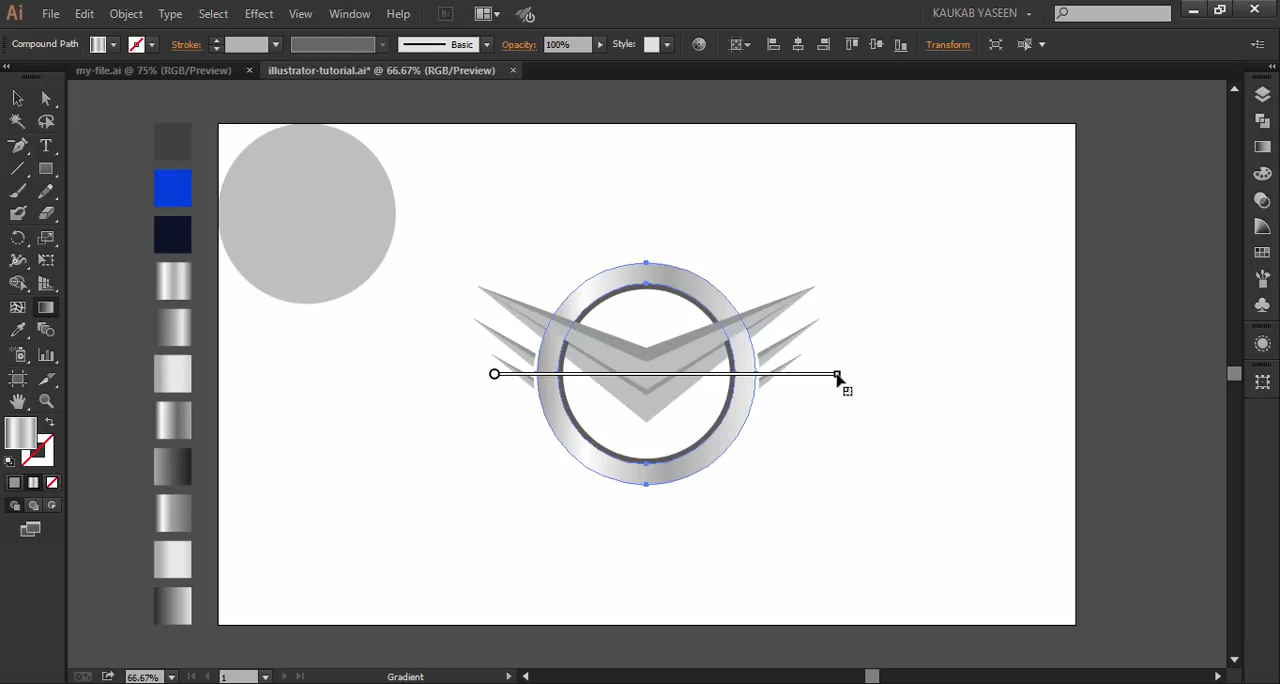 Ai File Edit Object Type Select Effect View Window Help Br KAUKAB YASEEN
Compound Path Stroke: Basic Opacity: 100% Style: Transform
my-file.ai @ 75% (RGB/Preview) × illustrator-tutorial.ai* @ 66.67% (RGB/Preview) ×
T
66.67% 1 Gradient